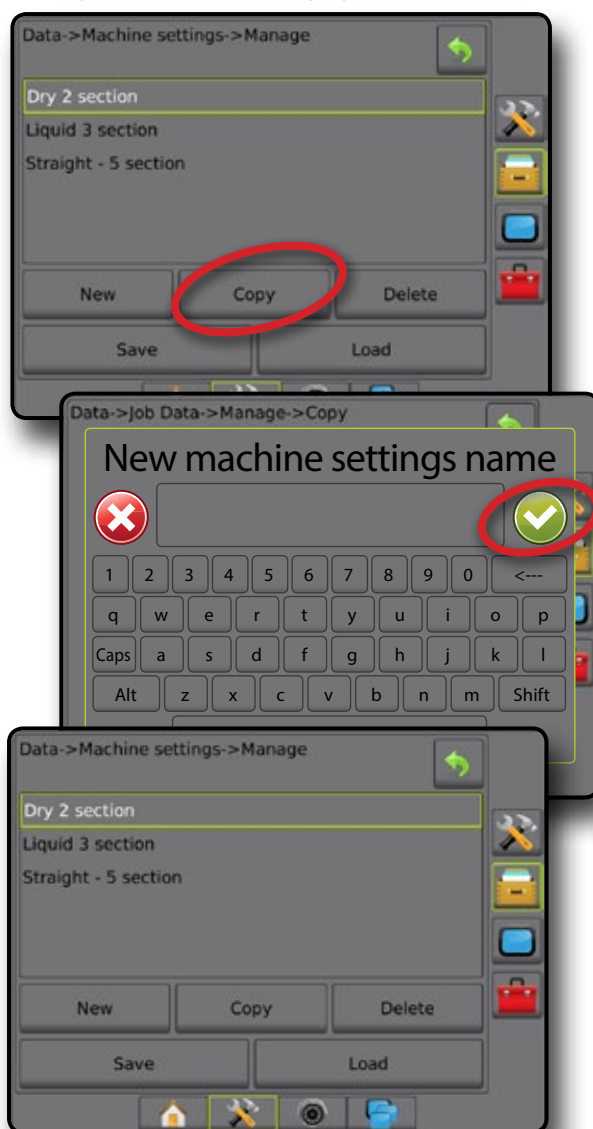 Data->Machine settings->Manage
Dry 2 section
Liquid 3 section
Straight - 5 section
New Copy Delete
Save Load
Data->Job Data->Manage->Copy
New machine settings name
1 2 3 4 5 6 7 8 9 0 <---
q w e r t y u i o p
Caps a s d f g h j k l
Alt z x c v b n m Shift
Data->Machine settings->Manage
Dry 2 section
Liquid 3 section
Straight - 5 section
New Copy Delete
Save Load